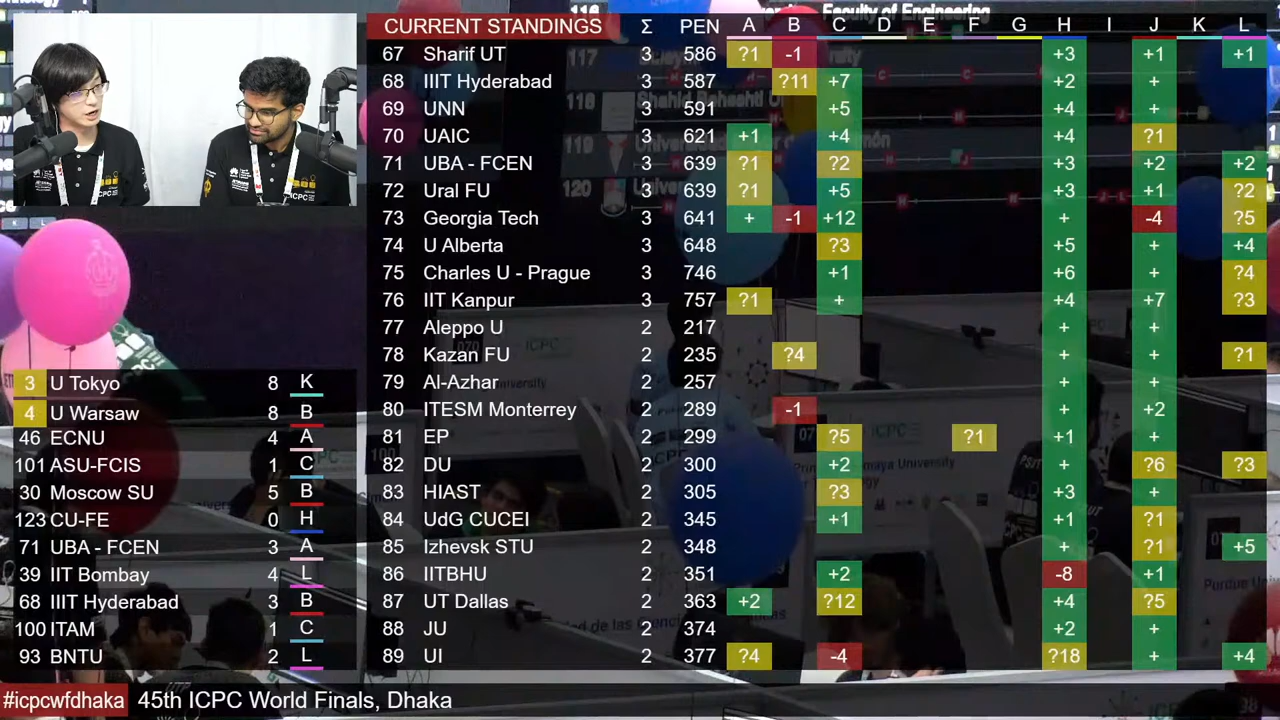 CURRENT STANDINGS Σ PEN A B C D E F G H I J K L
67 Sharif UT 3 586 ?1 -1 +3 +1 +1
68 IIIT Hyderabad 3 587 ?11 +7 +2 +
69 UNN 3 591 +5 +4 +
70 UAIC 3 621 +1 +4 +4 ?1
71 UBA - FCEN 3 639 ?1 ?2 +3 +2 +2
72 Ural FU 3 639 ?1 +5 +3 +1 ?2
73 Georgia Tech 3 641 + -1 +12 + -4 ?5
74 U Alberta 3 648 ?3 +5 + +4
75 Charles U - Prague 3 746 +1 +6 + ?4
76 IIT Kanpur 3 757 ?1 + +4 +7 ?3
77 Aleppo U 2 217 + +
78 Kazan FU 2 235 ?4 + + ?1
79 Al-Azhar 2 257 + +
80 ITESM Monterrey 2 289 -1 + +2
81 EP 2 299 ?5 ?1 +1 +
82 DU 2 300 +2 + ?6 ?3
83 HIAST 2 305 ?3 +3 +
84 UdG CUCEI 2 345 +1 +1 ?1
85 Izhevsk STU 2 348 + ?1 +5
86 IITBHU 2 351 +2 -8 +1
87 UT Dallas 2 363 +2 ?12 +4 ?5
88 JU 2 374 +2 +
89 UI 2 377 ?4 -4 ?18 + +4
3 U Tokyo 8 K
4 U Warsaw 8 B
46 ECNU 4 A
101 ASU-FCIS 1 C
30 Moscow SU 5 B
123 CU-FE 0 H
71 UBA - FCEN 3 A
39 IIT Bombay 4 L
68 IIIT Hyderabad 3 B
100 ITAM 1 C
93 BNTU 2 L
#icpcwfdhaka 45th ICPC World Finals, Dhaka